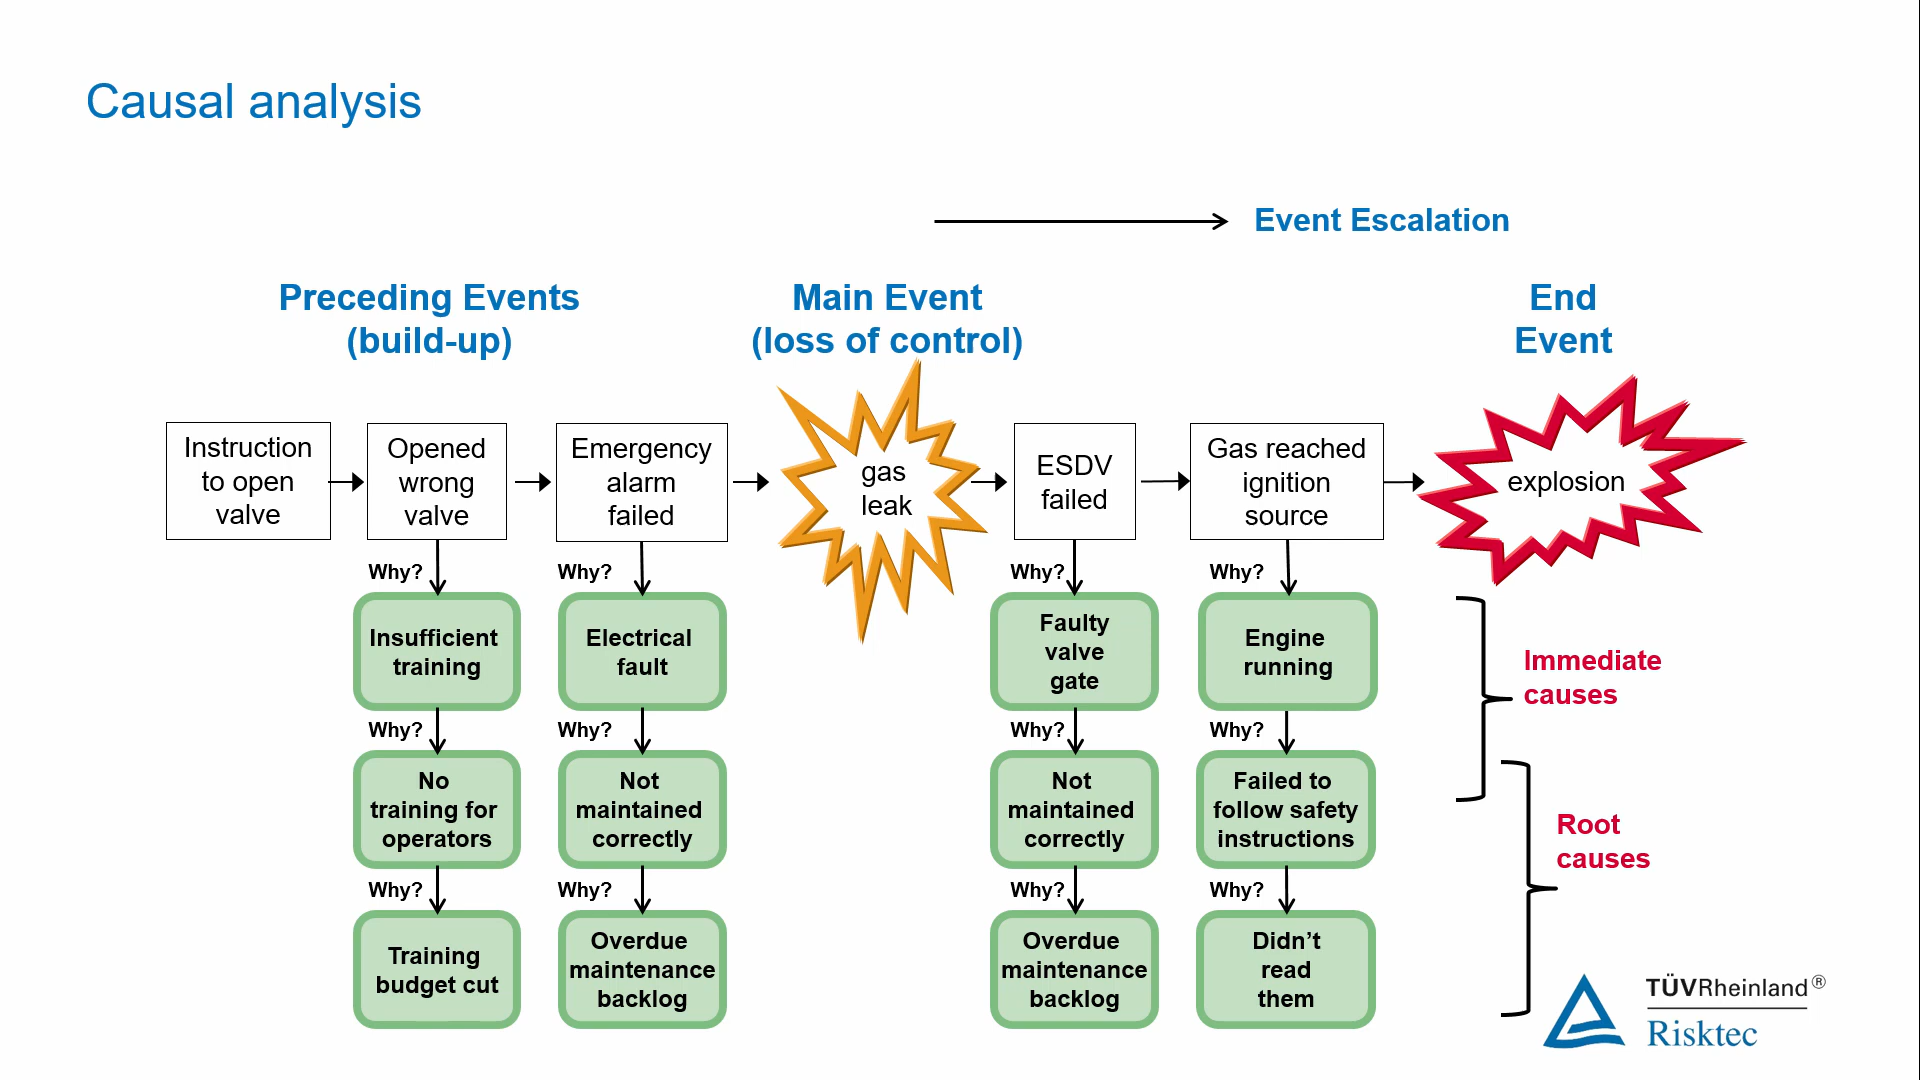 Causal analysis
Event Escalation
Preceding Events
(build-up)
Main Event
(loss of control)
End
Event
Instruction
to open
valve
Opened
wrong
valve
Emergency
alarm
failed
gas
leak
ESDV
failed
Gas reached
ignition
source
explosion
Why?
Why?
Why?
Why?
Insufficient
training
Electrical
fault
Faulty
valve
gate
Engine
running
Immediate
causes
Why?
Why?
Why?
Why?
No
training for
operators
Not
maintained
correctly
Not
maintained
correctly
Failed to
follow safety
instructions
Root
causes
Why?
Why?
Why?
Why?
Training
budget cut
Overdue
maintenance
backlog
Overdue
maintenance
backlog
Didn’t
read
them
TÜVRheinland®
Risktec